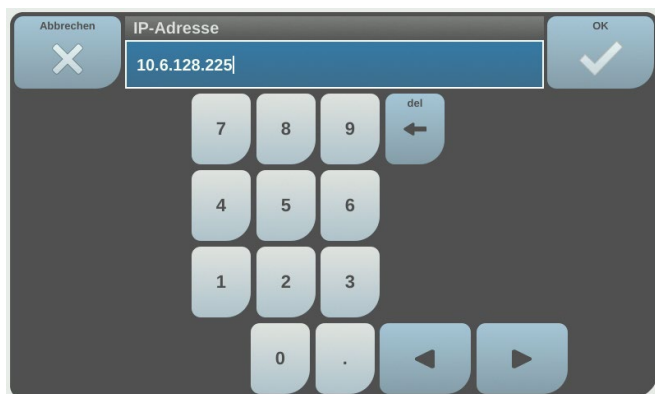 Abbrechen
IP-Adresse
OK
10.6.128.225
7 8 9 del
4 5 6
1 2 3
0 .